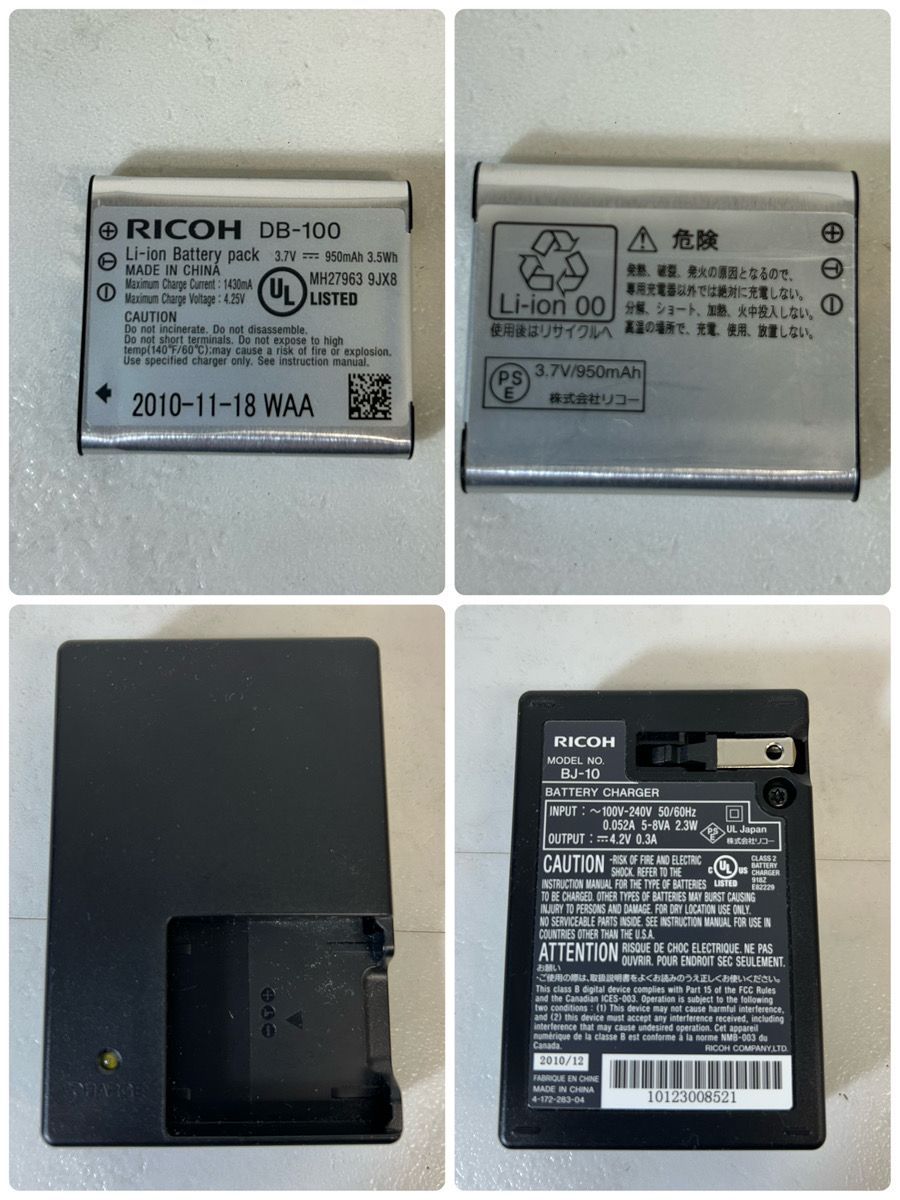 RICOH DB-100
Li-ion Battery pack 3.7V 950mAh 3.5Wh
MADE IN CHINA
Maximum Charge Current : 1430mA
Maximum Charge Voltage : 4.25V
UL
MH27963 9JX8
LISTED
CAUTION
Do not incinerate. Do not disassemble.
Do not short terminals. Do not expose to high
temp(140°F/60°C):may cause a risk of fire or explosion.
Use specified charger only. See instruction manual.
2010-11-18 WAA
Li-ion 00
使用後はリサイクルへ
危険
発熱、破裂、発火の原因となるので、
専用充電器以外では絶対に充電しない。
分解、ショート、加熱、火中投入しない。
高温の場所で、充電、使用、放置しない。
PSE
3.7V/950mAh
株式会社リコー
CHARGE
RICOH
MODEL NO.
BJ-10
BATTERY CHARGER
INPUT : ~100V-240V 50/60Hz
0.052A 5-8VA 2.3W
OUTPUT : 4.2V 0.3A
PSE
UL Japan
株式会社リコー
CAUTION -RISK OF FIRE AND ELECTRIC
SHOCK. REFER TO THE
INSTRUCTION MANUAL FOR THE TYPE OF BATTERIES
TO BE CHARGED. OTHER TYPES OF BATTERIES MAY BURST CAUSING
INJURY TO PERSONS AND DAMAGE. FOR DRY LOCATION USE ONLY.
NO SERVICEABLE PARTS INSIDE. SEE INSTRUCTION MANUAL FOR USE IN
COUNTRIES OTHER THAN THE U.S.A.
C UL US
LISTED
CLASS 2
BATTERY
CHARGER
918Z
E82229
ATTENTION RISQUE DE CHOC ELECTRIQUE. NE PAS
OUVRIR. POUR ENDROIT SEC SEULEMENT.
お願い
・ご使用の際は、取扱説明書をよくお読みのうえ正しくお使いください。
This class B digital device complies with Part 15 of the FCC Rules
and the Canadian ICES-003. Operation is subject to the following
two conditions : (1) This device may not cause harmful interference,
and (2) this device must accept any interference received, including
interference that may cause undesired operation. Cet appareil
numérique de la classe B est conforme à la norme NMB-003 du
Canada.
RICOH COMPANY,LTD.
2010/12
FABRIQUE EN CHINE
MADE IN CHINA
4-172-283-04
10123008521